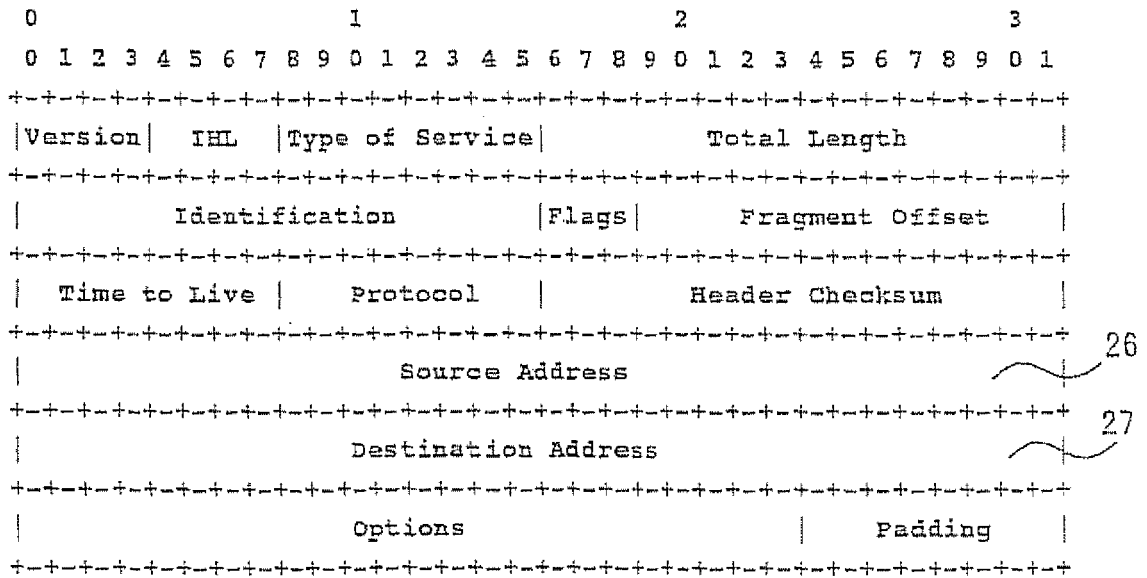 0 1 2 3
0 1 2 3 4 5 6 7 8 9 0 1 2 3 4 5 6 7 8 9 0 1 2 3 4 5 6 7 8 9 0 1
+-+-+-+-+-+-+-+-+-+-+-+-+-+-+-+-+-+-+-+-+-+-+-+-+-+-+-+-+-+-+-+-+
|Version| IHL |Type of Service| Total Length |
+-+-+-+-+-+-+-+-+-+-+-+-+-+-+-+-+-+-+-+-+-+-+-+-+-+-+-+-+-+-+-+-+
| Identification |Flags| Fragment Offset |
+-+-+-+-+-+-+-+-+-+-+-+-+-+-+-+-+-+-+-+-+-+-+-+-+-+-+-+-+-+-+-+-+
| Time to Live | Protocol | Header Checksum |
+-+-+-+-+-+-+-+-+-+-+-+-+-+-+-+-+-+-+-+-+-+-+-+-+-+-+-+-+-+-+-+-+
| Source Address | 26
+-+-+-+-+-+-+-+-+-+-+-+-+-+-+-+-+-+-+-+-+-+-+-+-+-+-+-+-+-+-+-+-+
| Destination Address | 27
+-+-+-+-+-+-+-+-+-+-+-+-+-+-+-+-+-+-+-+-+-+-+-+-+-+-+-+-+-+-+-+-+
| Options | Padding |
+-+-+-+-+-+-+-+-+-+-+-+-+-+-+-+-+-+-+-+-+-+-+-+-+-+-+-+-+-+-+-+-+